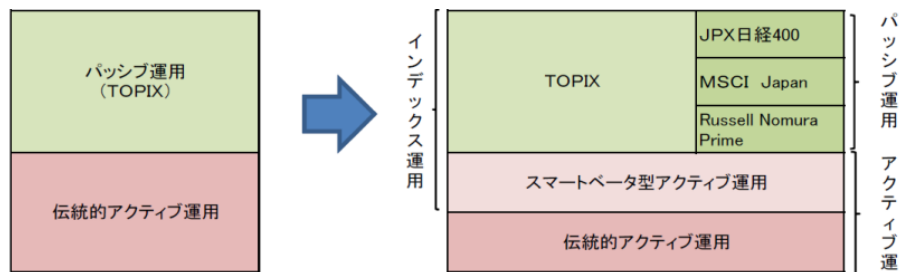 パッシブ運用
（TOPIX）
伝統的アクティブ運用
インデックス運用
TOPIX
JPX日経400
MSCI Japan
Russell Nomura
Prime
スマートベータ型アクティブ運用
伝統的アクティブ運用
パッシブ運用
アクティブ運